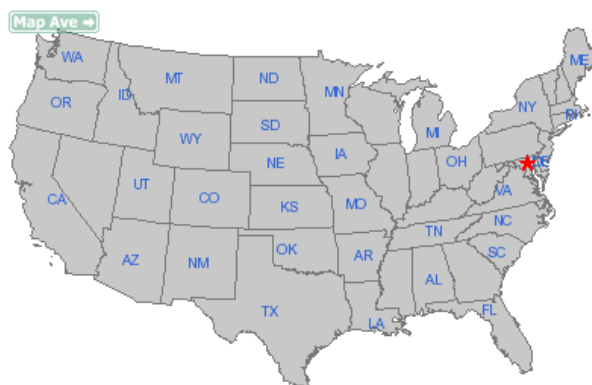 Map Ave ➡
WA
MT
ND
MN
ME
OR
ID
SD
NY
WY
MI
RI
IA
NE
OH
DE
UT
CO
VA
CA
KS
MO
NC
TN
OK
AR
SC
AZ
NM
AL
TX
FL
LA